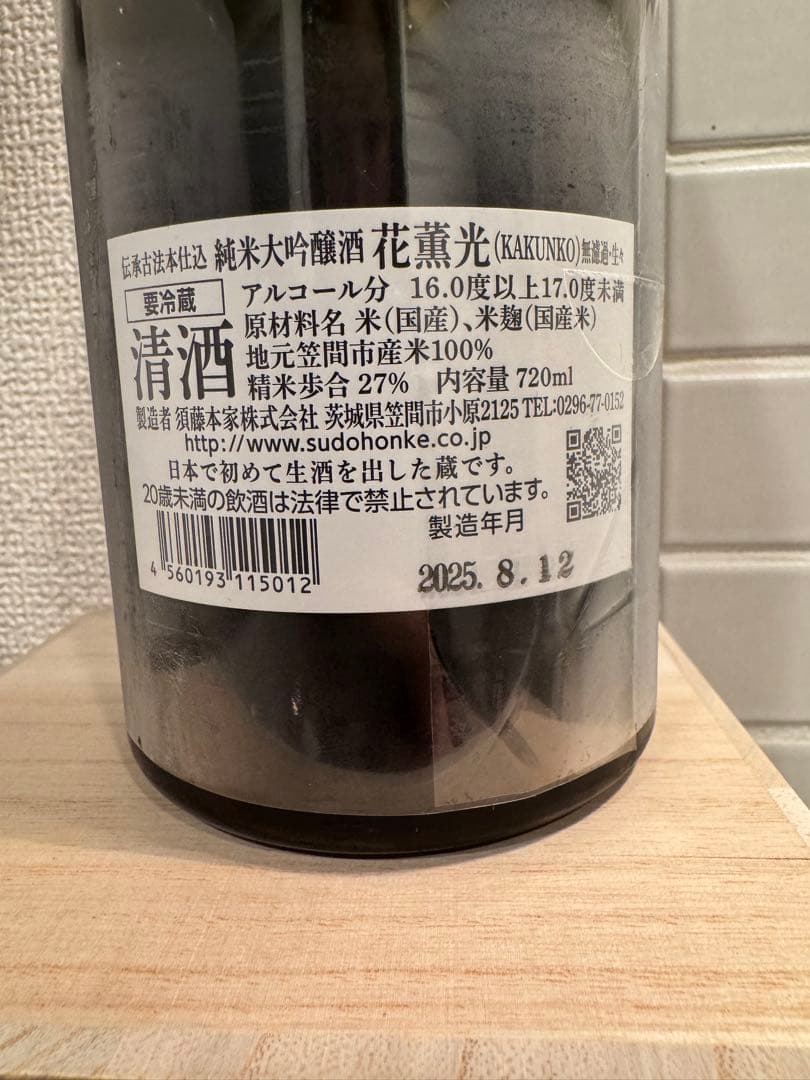 伝承古法本仕込 純米大吟醸酒 花薫光(KAKUNKO)無濾過・生々
要冷蔵
清酒
アルコール分 16.0度以上17.0度未満
原材料名 米(国産)、米麹(国産米)
地元笠間市産米100%
精米歩合 27% 内容量 720ml
製造者 須藤本家株式会社 茨城県笠間市小原2125 TEL:0296-77-0152
http://www.sudohonke.co.jp
日本で初めて生酒を出した蔵です。
20歳未満の飲酒は法律で禁止されています。
製造年月
2025. 8. 12
4 560193 115012